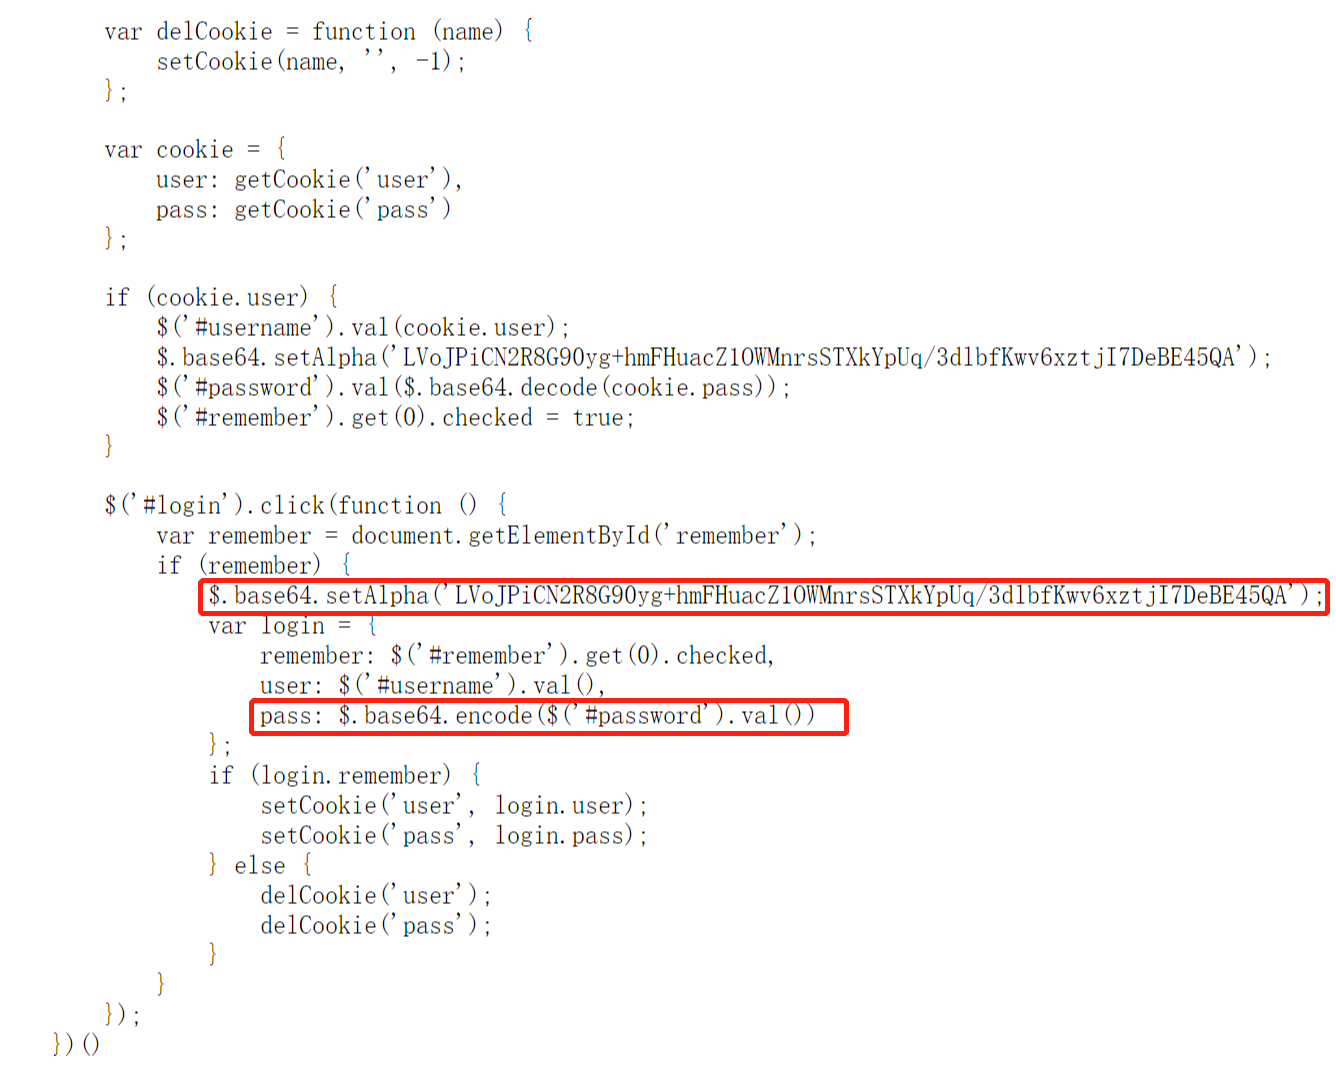 var delCookie = function (name) {
setCookie(name, '', -1);
};
var cookie = {
user: getCookie('user'),
pass: getCookie('pass')
};
if (cookie.user) {
$('#username').val(cookie.user);
$.base64.setAlpha('LVoJPiCN2R8G90yg+hmFHuacZ1OWMnrsSTXkYpUq/3dlbfKwv6xztjI7DeBE45QA');
$('#password').val($.base64.decode(cookie.pass));
$('#remember').get(0).checked = true;
}
$('#login').click(function () {
var remember = document.getElementById('remember');
if (remember) {
$.base64.setAlpha('LVoJPiCN2R8G90yg+hmFHuacZ1OWMnrsSTXkYpUq/3dlbfKwv6xztjI7DeBE45QA');
var login = {
remember: $('#remember').get(0).checked,
user: $('#username').val(),
pass: $.base64.encode($('#password').val())
};
if (login.remember) {
setCookie('user', login.user);
setCookie('pass', login.pass);
} else {
delCookie('user');
delCookie('pass');
}
}
});
})()